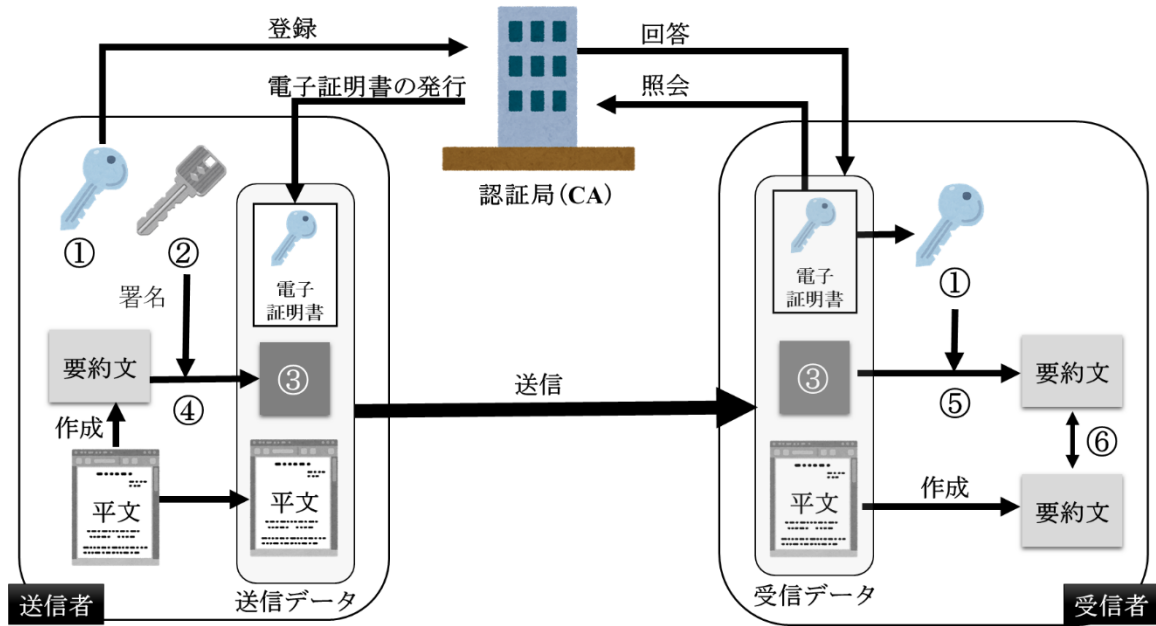 登録
回答
電子証明書の発行
照会
認証局(CA)
①
②
署名
電子
証明書
要約文
③
④
作成
平文
平文
送信者
送信データ
送信
電子
証明書
①
③
⑤
要約文
⑥
平文
作成
要約文
受信データ
受信者